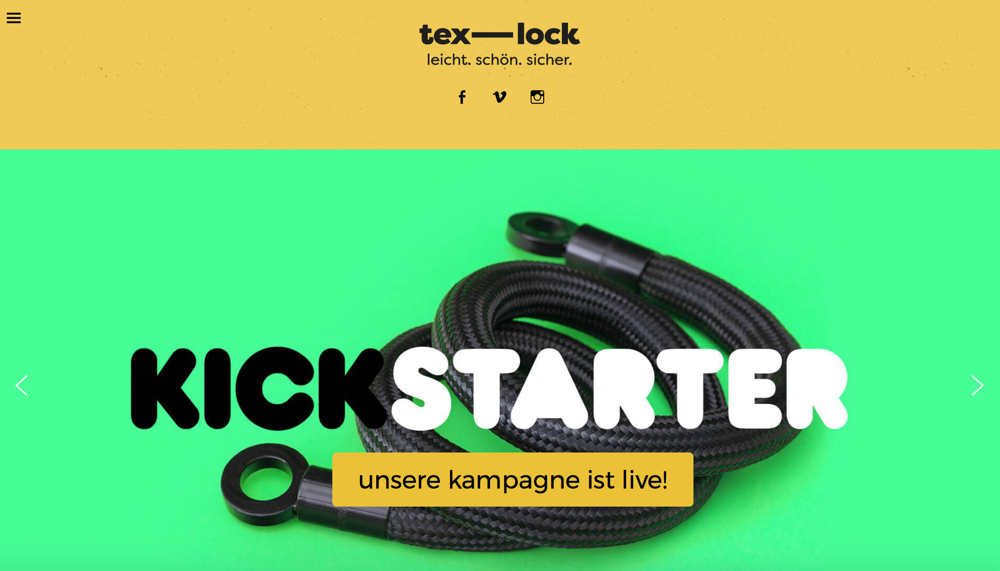 tex—lock
leicht. schön. sicher.
KICKSTARTER
unsere kampagne ist live!